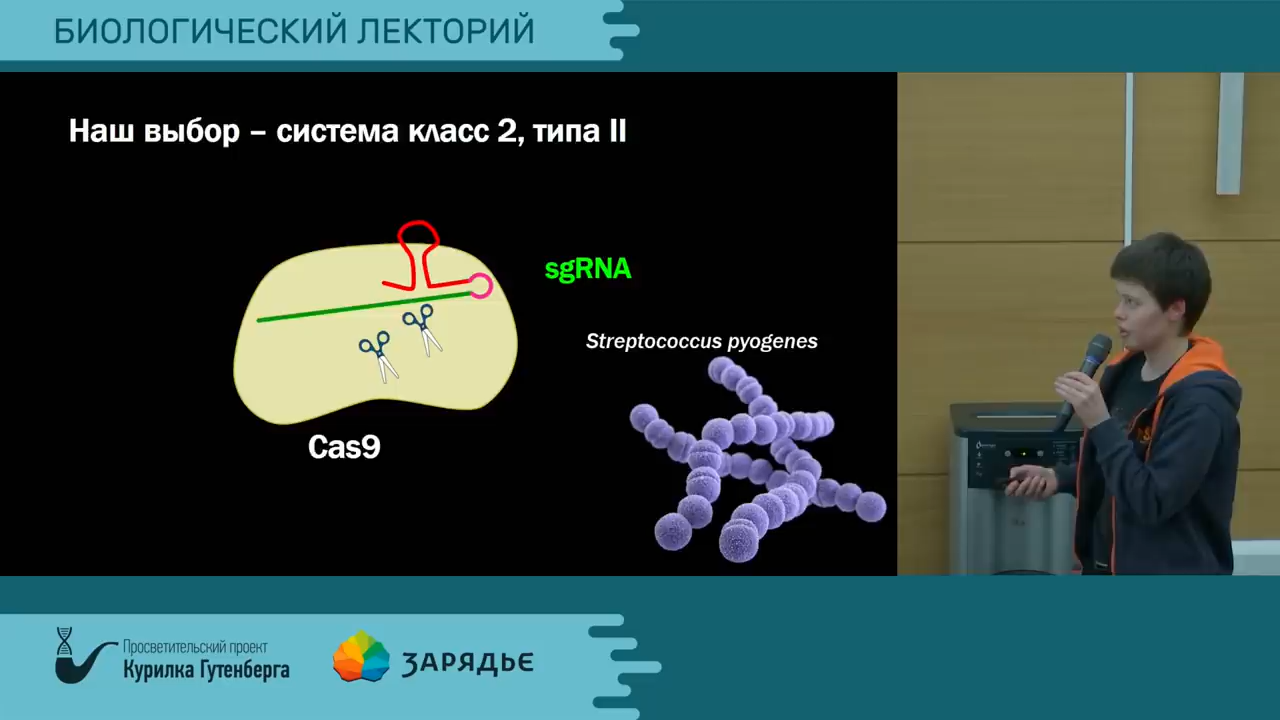 БИОЛОГИЧЕСКИЙ ЛЕКТОРИЙ
Наш выбор – система класс 2, типа II
sgRNA
Streptococcus pyogenes
Cas9
Просветительский проект
Курилка Гутенберга
ЗАРЯДЬЕ